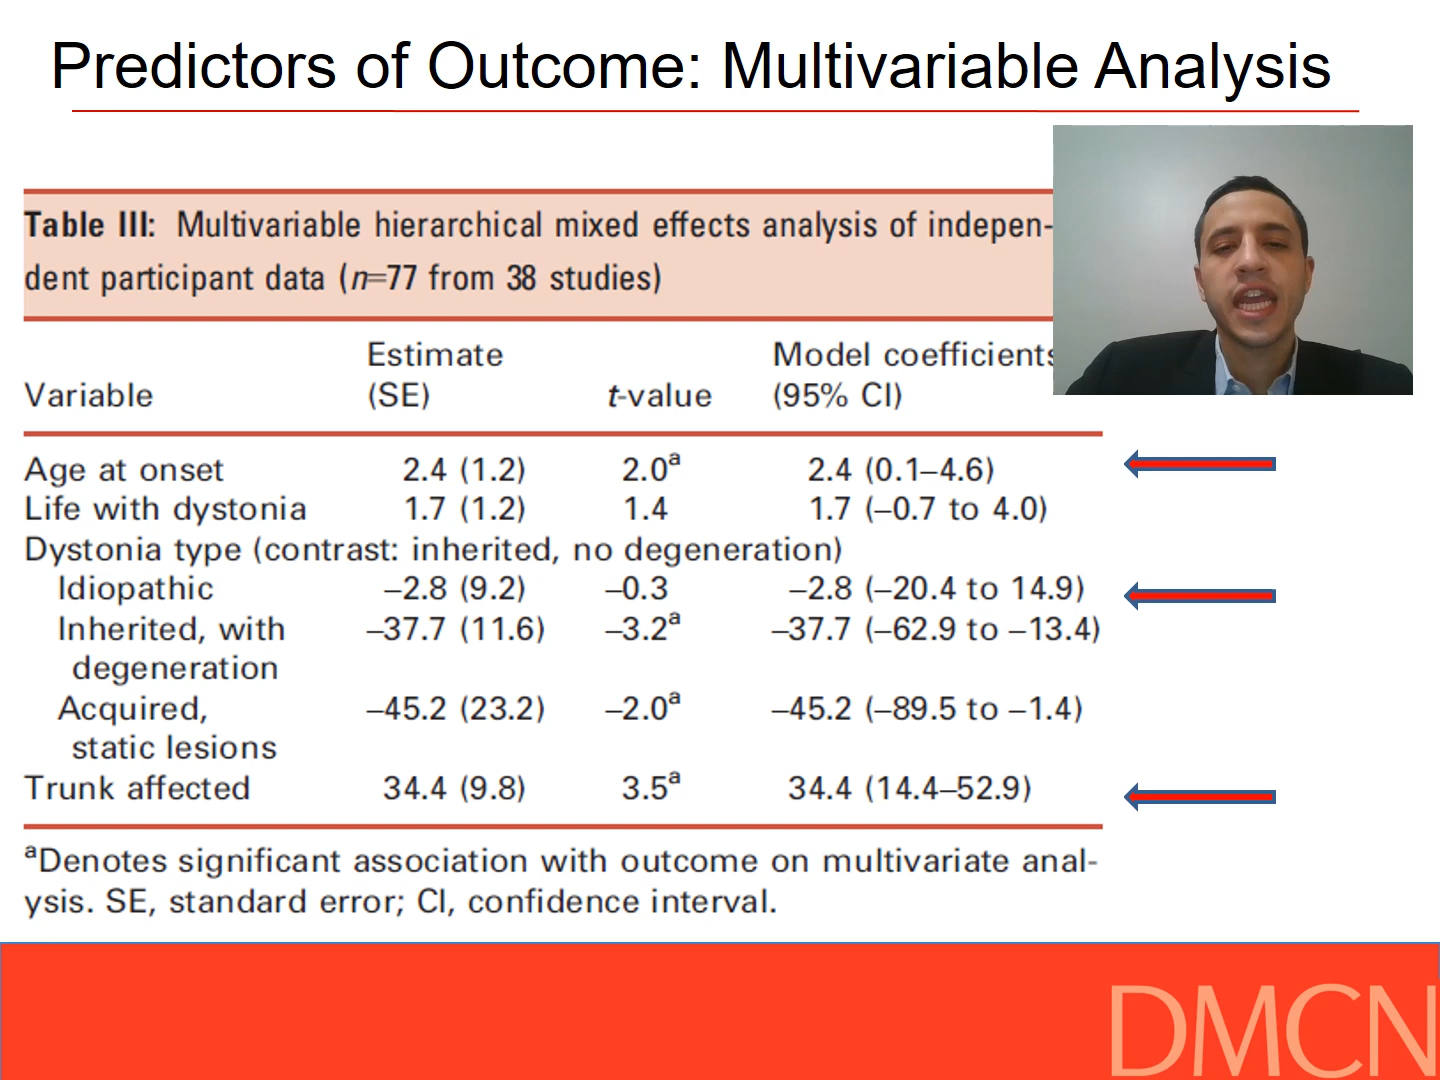 Predictors of Outcome: Multivariable Analysis
Table III: Multivariable hierarchical mixed effects analysis of indepen-
dent participant data (n=77 from 38 studies)
Variable Estimate (SE) t-value Model coefficients (95% CI)
Age at onset 2.4 (1.2) 2.0ᵃ 2.4 (0.1–4.6)
Life with dystonia 1.7 (1.2) 1.4 1.7 (–0.7 to 4.0)
Dystonia type (contrast: inherited, no degeneration)
Idiopathic –2.8 (9.2) –0.3 –2.8 (–20.4 to 14.9)
Inherited, with –37.7 (11.6) –3.2ᵃ –37.7 (–62.9 to –13.4)
degeneration
Acquired, –45.2 (23.2) –2.0ᵃ –45.2 (–89.5 to –1.4)
static lesions
Trunk affected 34.4 (9.8) 3.5ᵃ 34.4 (14.4–52.9)
ᵃDenotes significant association with outcome on multivariate anal-
ysis. SE, standard error; CI, confidence interval.
DMCN